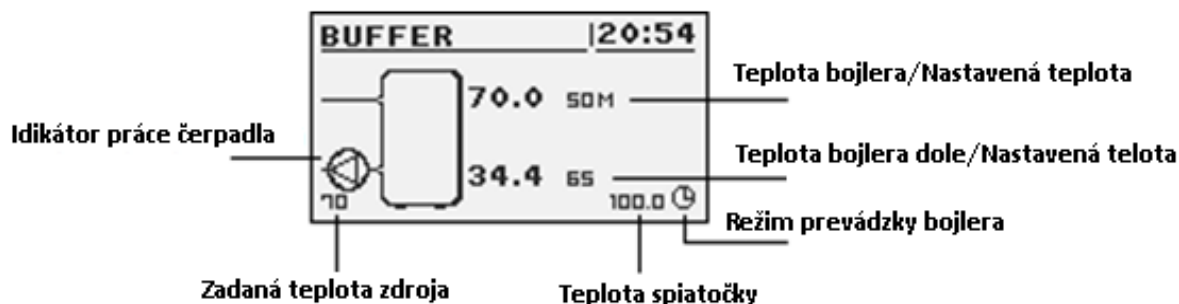 BUFFER 20:54
Teplota bojlera/Nastavená teplota
70.0 50M
Idikátor práce čerpadla
Teplota bojlera dole/Nastavená telota
34.4 65
70 100.0
Režim prevádzky bojlera
Zadaná teplota zdroja
Teplota spiatočky